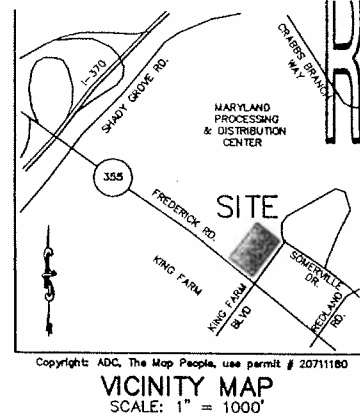 I-370
SHADY GROVE RD.
CRABBS BRANCH
WAY
MARYLAND
PROCESSING
& DISTRIBUTION
CENTER
355
FREDERICK RD.
SITE
KING FARM
KING FARM
BLVD
SOMERVILLE
DR.
REDLAND
RD.
Copyright: ADC, The Map People, use permit # 20711180
VICINITY MAP
SCALE: 1" = 1000'